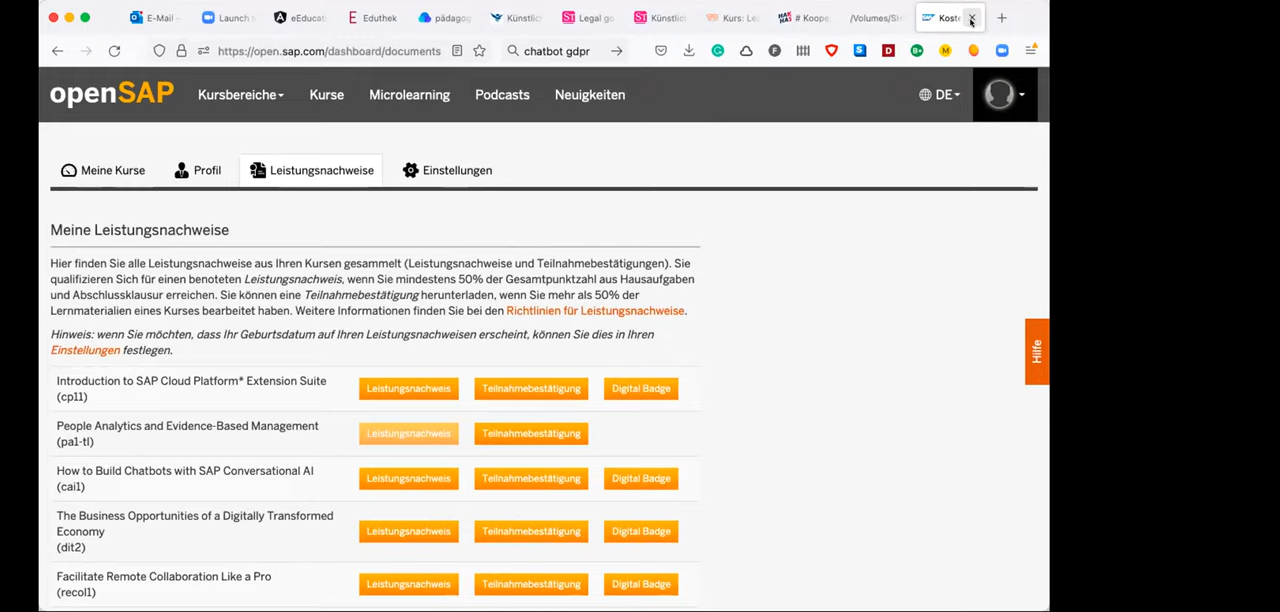 E-Mail –
Launch
eEducat
Eduthek
pädago
Künstlic
Legal go
Künstlic
Kurs: Le
# Koope
/Volumes/S
Kost
https://open.sap.com/dashboard/documents
chatbot gdpr
openSAP
Kursbereiche
Kurse
Microlearning
Podcasts
Neuigkeiten
DE
Meine Kurse
Profil
Leistungsnachweise
Einstellungen
Meine Leistungsnachweise
Hier finden Sie alle Leistungsnachweise aus Ihren Kursen gesammelt (Leistungsnachweise und Teilnahmebestätigungen). Sie
qualifizieren Sich für einen benoteten Leistungsnachweis, wenn Sie mindestens 50% der Gesamtpunktzahl aus Hausaufgaben
und Abschlussklausur erreichen. Sie können eine Teilnahmebestätigung herunterladen, wenn Sie mehr als 50% der
Lernmaterialien eines Kurses bearbeitet haben. Weitere Informationen finden Sie bei den Richtlinien für Leistungsnachweise.
Hinweis: wenn Sie möchten, dass Ihr Geburtsdatum auf Ihren Leistungsnachweisen erscheint, können Sie dies in Ihren
Einstellungen festlegen.
Hilfe
Introduction to SAP Cloud Platform* Extension Suite
(cp11)
Leistungsnachweis
Teilnahmebestätigung
Digital Badge
People Analytics and Evidence-Based Management
(pa1-tl)
Leistungsnachweis
Teilnahmebestätigung
How to Build Chatbots with SAP Conversational AI
(cai1)
Leistungsnachweis
Teilnahmebestätigung
Digital Badge
The Business Opportunities of a Digitally Transformed
Economy
(dit2)
Leistungsnachweis
Teilnahmebestätigung
Digital Badge
Facilitate Remote Collaboration Like a Pro
(recol1)
Leistungsnachweis
Teilnahmebestätigung
Digital Badge